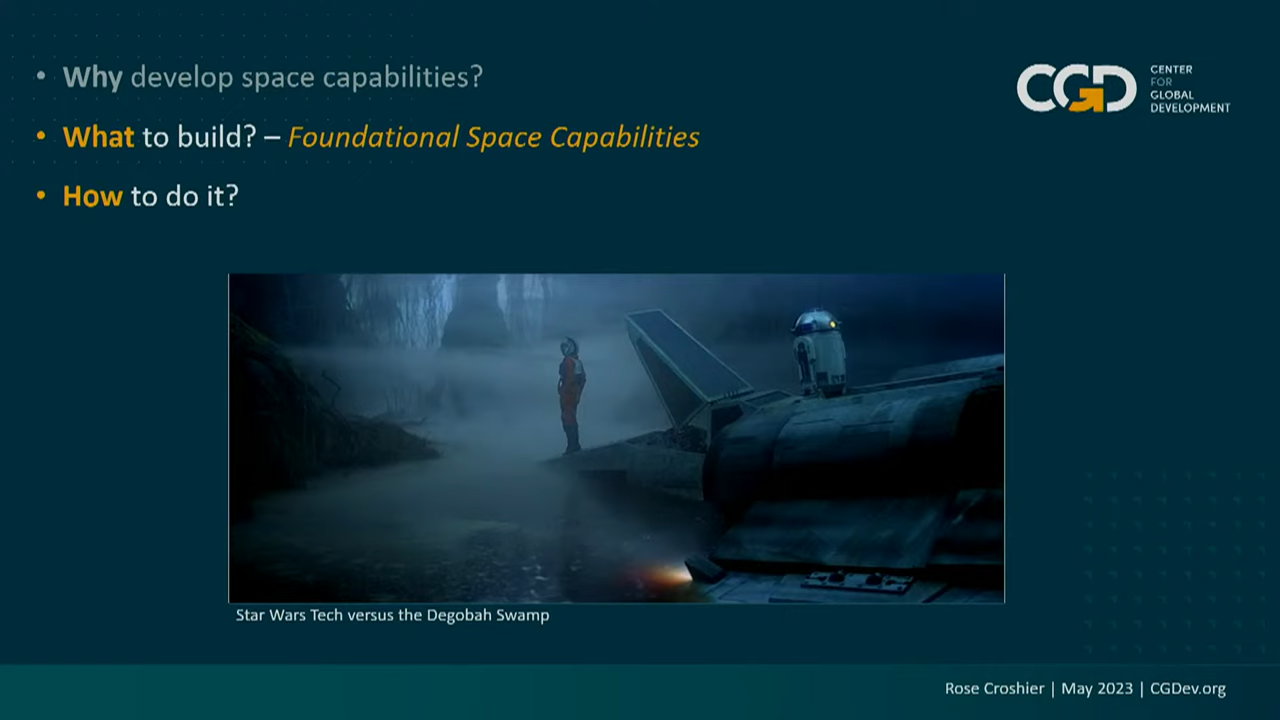 • Why develop space capabilities?
• What to build? – Foundational Space Capabilities
• How to do it?
CGD
CENTER
FOR
GLOBAL
DEVELOPMENT
Star Wars Tech versus the Degobah Swamp
Rose Croshier | May 2023 | CGDev.org